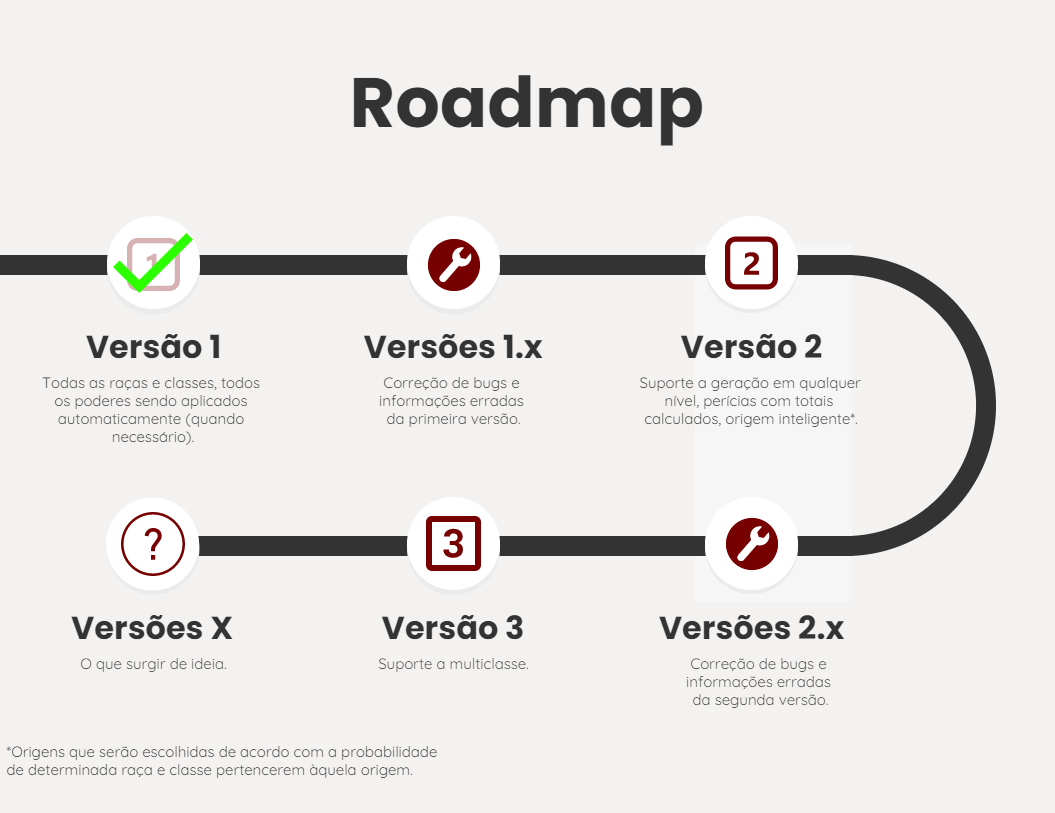 Roadmap
1
2
Versão 1
Todas as raças e classes, todos
os poderes sendo aplicados
automaticamente (quando
necessário).
Versões 1.x
Correção de bugs e
informações erradas
da primeira versão.
Versão 2
Suporte a geração em qualquer
nível, perícias com totais
calculados, origem inteligente*.
?
3
Versões X
O que surgir de ideia.
Versão 3
Suporte a multiclasse.
Versões 2.x
Correção de bugs e
informações erradas
da segunda versão.
*Origens que serão escolhidas de acordo com a probabilidade
de determinada raça e classe pertencerem àquela origem.